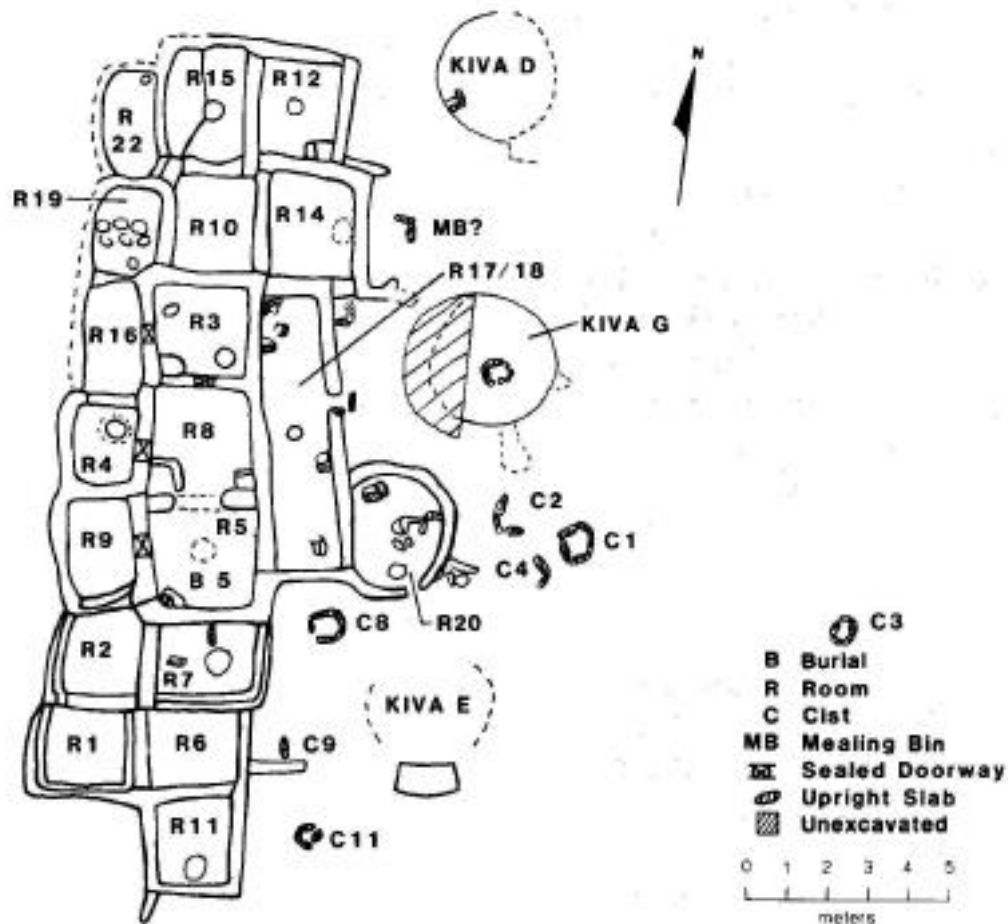 KIVA D
N
R15
R12
R
22
R19
R10
R14
MB?
R17/18
R16
R3
KIVA G
R4
R8
C2
C1
R9
R5
B 5
C4
R20
C8
C3
R2
R7
KIVA E
R1
R6
C9
R11
C11
B Burial
R Room
C Cist
MB Mealing Bin
Sealed Doorway
Upright Slab
Unexcavated
0 1 2 3 4 5
meters